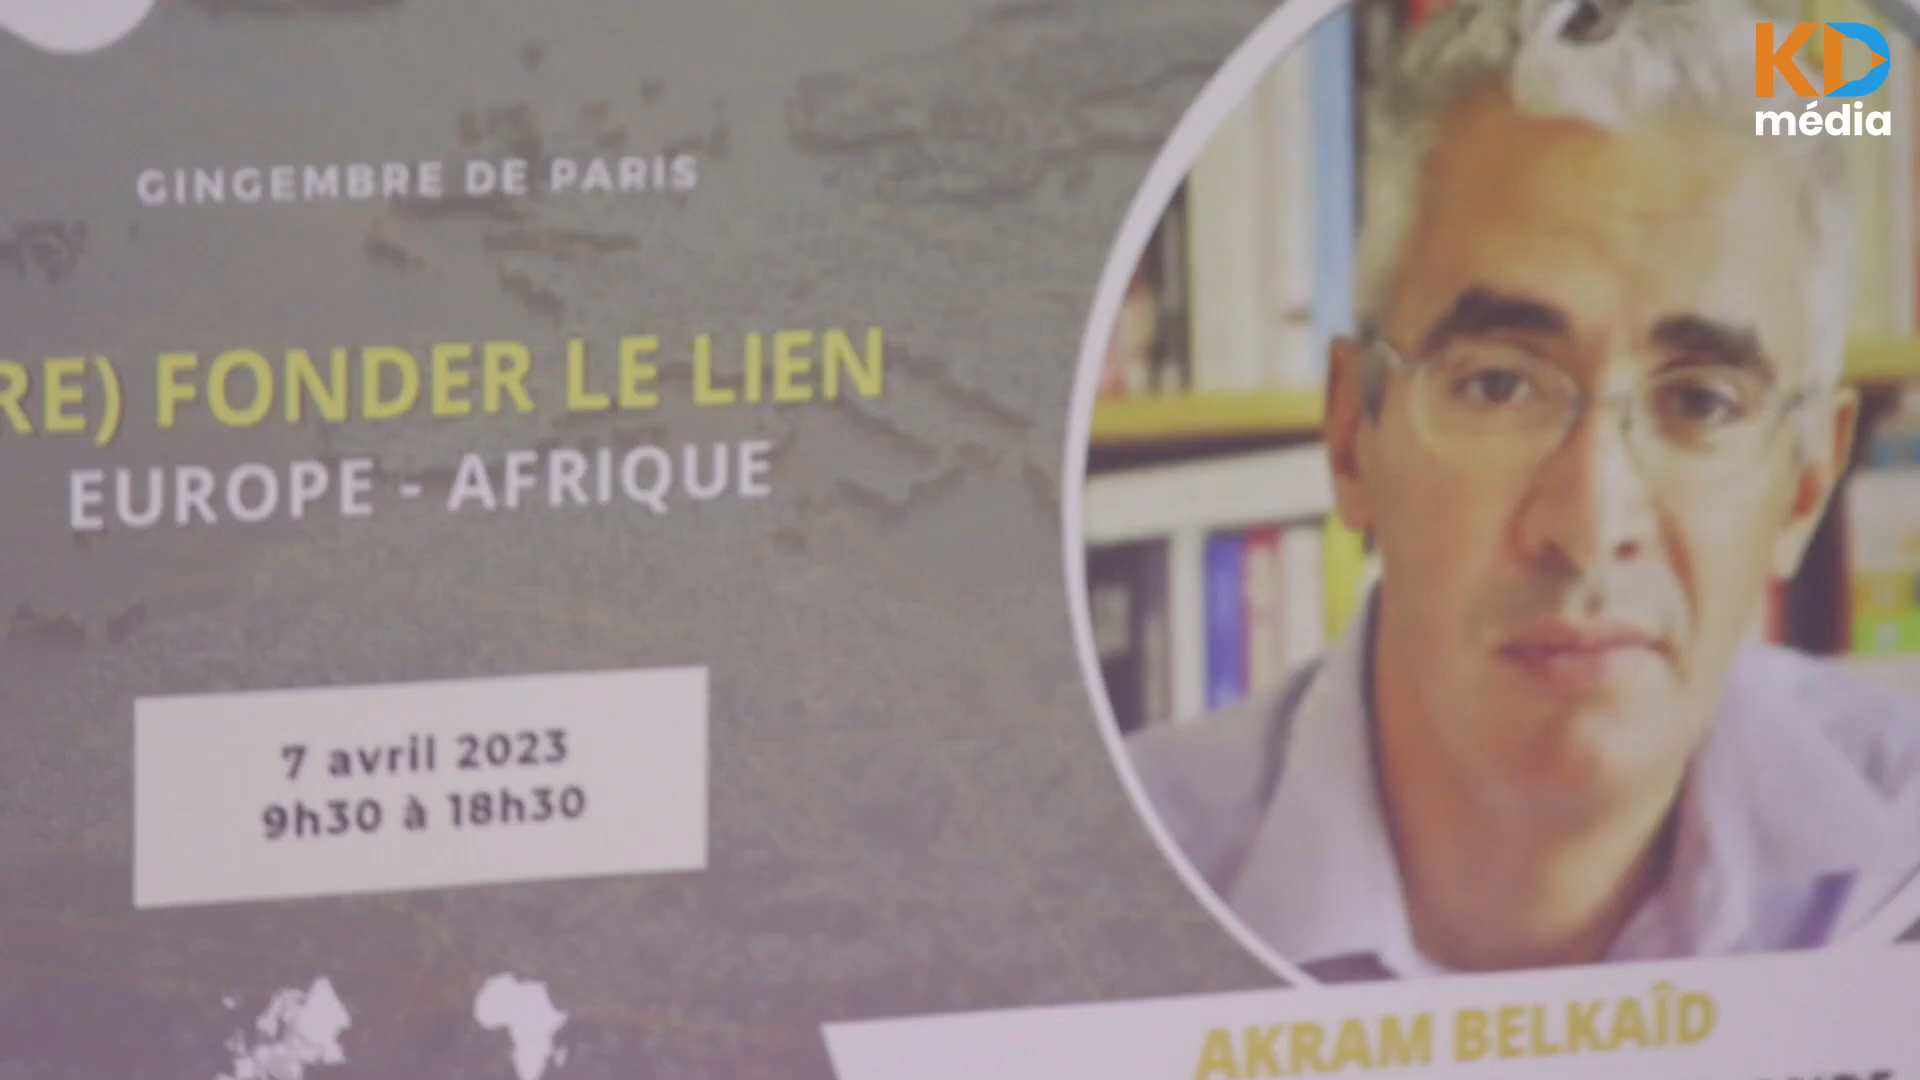 KD
média
GINGEMBRE DE PARIS
RE) FONDER LE LIEN
EUROPE - AFRIQUE
7 avril 2023
9h30 à 18h30
AKRAM BELKAÏD